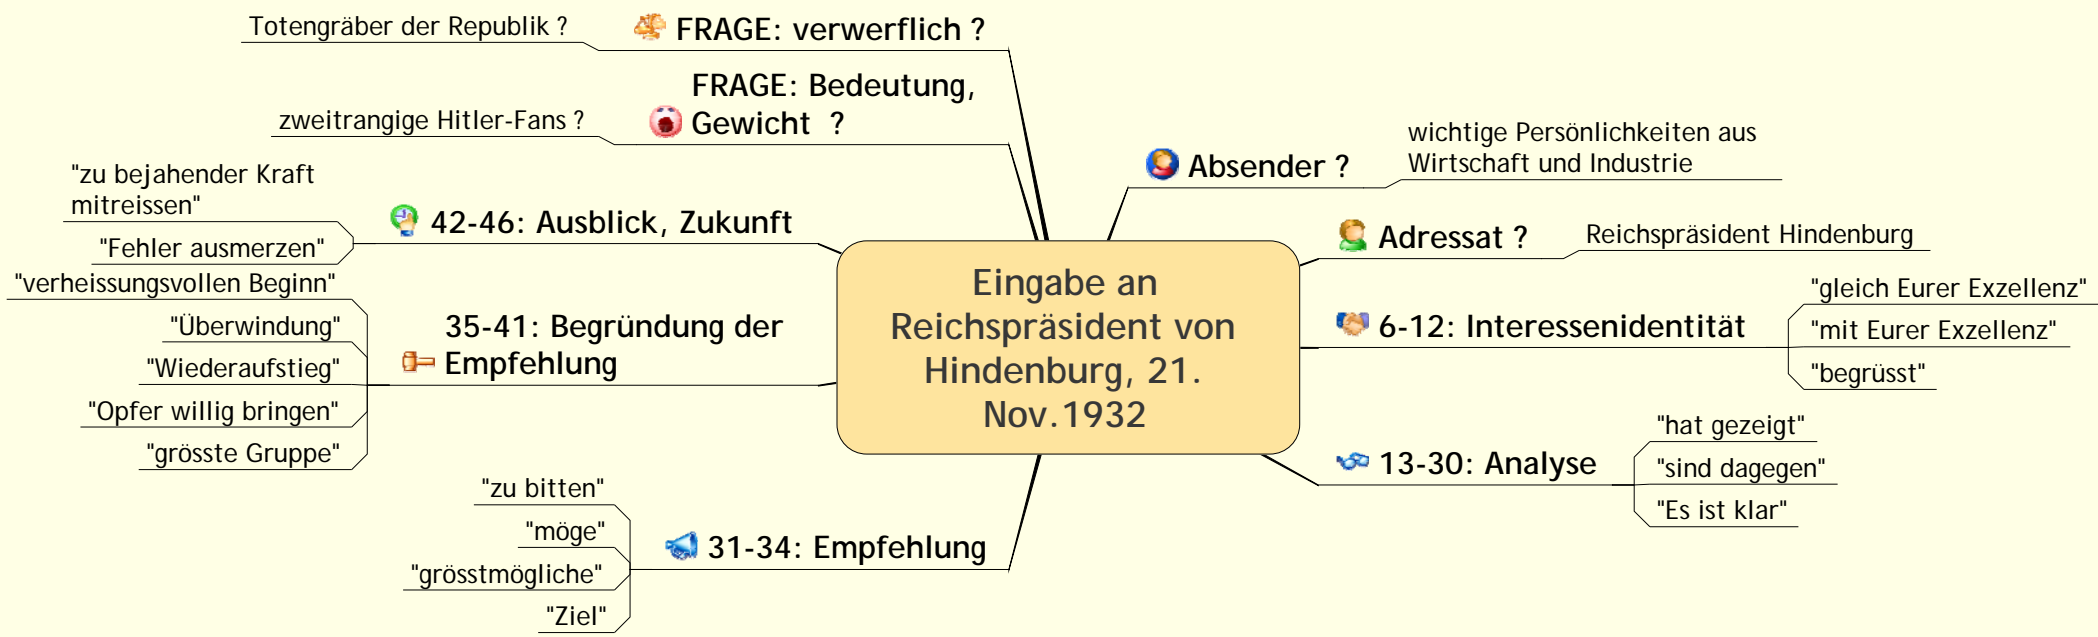 Eingabe an
Reichspräsident von
Hindenburg, 21.
Nov.1932
Absender ?
wichtige Persönlichkeiten aus
Wirtschaft und Industrie
Adressat ?
Reichspräsident Hindenburg
6-12: Interessenidentität
"gleich Eurer Exzellenz"
"mit Eurer Exzellenz"
"begrüsst"
13-30: Analyse
"hat gezeigt"
"sind dagegen"
"Es ist klar"
31-34: Empfehlung
"zu bitten"
"möge"
"grösstmögliche"
"Ziel"
35-41: Begründung der
Empfehlung
"verheissungsvollen Beginn"
"Überwindung"
"Wiederaufstieg"
"Opfer willig bringen"
"grösste Gruppe"
42-46: Ausblick, Zukunft
"zu bejahender Kraft
mitreissen"
"Fehler ausmerzen"
FRAGE: Bedeutung,
Gewicht ?
zweitrangige Hitler-Fans ?
FRAGE: verwerflich ?
Totengräber der Republik ?